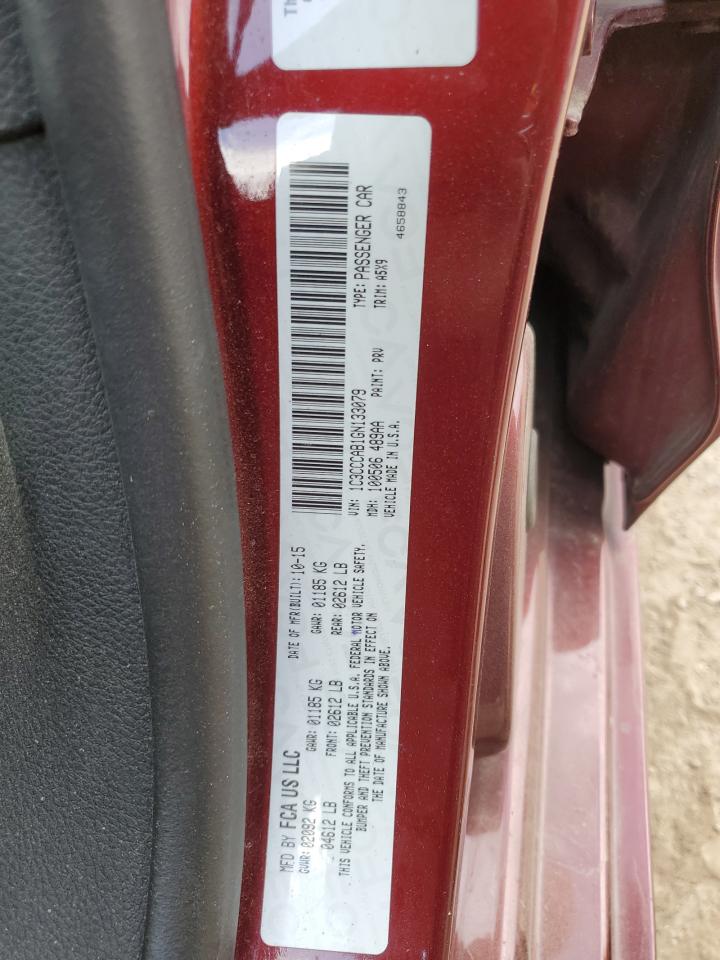 Th
MFD BY FCA US LLC DATE OF MFR(BUILT): 10-15
GVWR: 02092 KG GAWR: 01185 KG GAWR: 01185 KG
04612 LB FRONT: 02612 LB REAR: 02612 LB
THIS VEHICLE CONFORMS TO ALL APPLICABLE U.S.A. FEDERAL MOTOR VEHICLE SAFETY,
BUMPER AND THEFT PREVENTION STANDARDS IN EFFECT ON
THE DATE OF MANUFACTURE SHOWN ABOVE.
VIN: 1C3CCCAB1GN133079 TYPE: PASSENGER CAR
MDH: 100506 489AA PAINT: PRV TRIM: A5X9
VEHICLE MADE IN U.S.A.
4658843